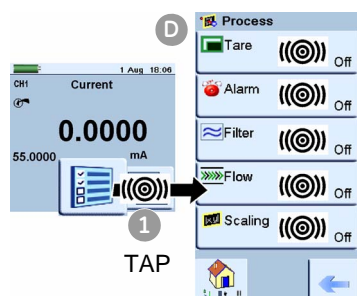 D
Process
Tare
Off
1 Aug 18:06
CH1
Current
Alarm
Off
0.0000
55.0000
mA
Filter
Off
Flow
Off
1
TAP
Scaling
Off